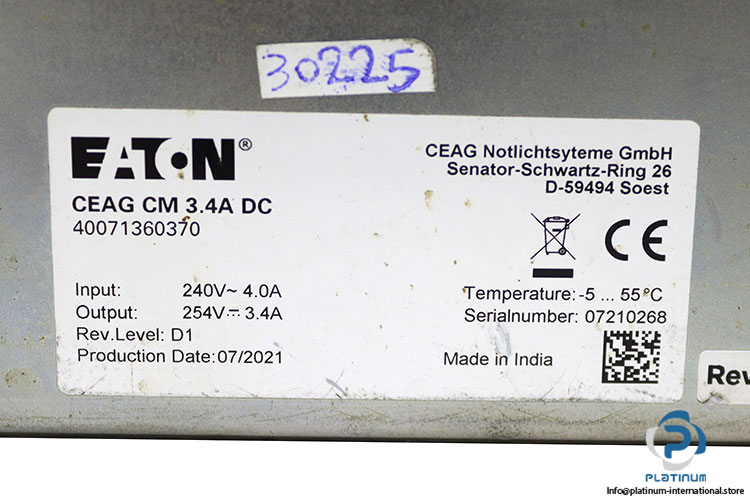 30225
EATON®
CEAG CM 3.4A DC
40071360370
CEAG Notlichtsyteme GmbH
Senator-Schwartz-Ring 26
D-59494 Soest
CE
Input: 240V~ 4.0A
Output: 254V⎓ 3.4A
Rev.Level: D1
Production Date:07/2021
Temperature:-5 ... 55°C
Serialnumber: 07210268
Made in India
Rev
PLATINUM
Info@platinum-international.store